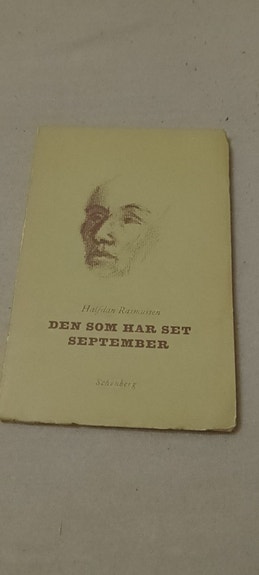 Halfdan Rasmussen
DEN SOM HAR SET
SEPTEMBER
Schønberg